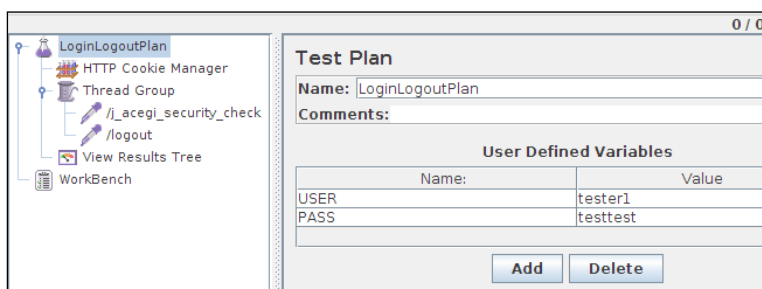 0 / 0
LoginLogoutPlan
HTTP Cookie Manager
Thread Group
/j_acegi_security_check
/logout
View Results Tree
WorkBench
Test Plan
Name: LoginLogoutPlan
Comments:
User Defined Variables
Name: Value
USER tester1
PASS testtest
Add Delete